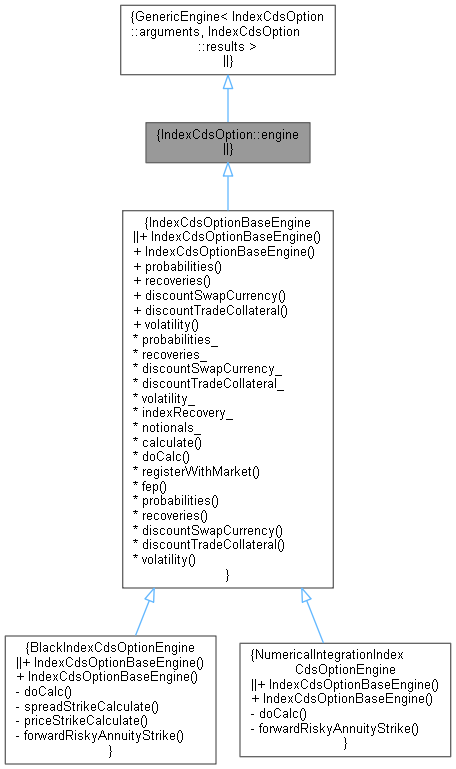 {GenericEngine< IndexCdsOption
::arguments, IndexCdsOption
::results >
||}
{IndexCdsOption::engine
||}
{IndexCdsOptionBaseEngine
||+ IndexCdsOptionBaseEngine()
+ IndexCdsOptionBaseEngine()
+ probabilities()
+ recoveries()
+ discountSwapCurrency()
+ discountTradeCollateral()
+ volatility()
* probabilities_
* recoveries_
* discountSwapCurrency_
* discountTradeCollateral_
* volatility_
* indexRecovery_
* notionals_
* calculate()
* doCalc()
* registerWithMarket()
* fep()
* probabilities()
* recoveries()
* discountSwapCurrency()
* discountTradeCollateral()
* volatility()
}
{BlackIndexCdsOptionEngine
||+ IndexCdsOptionBaseEngine()
+ IndexCdsOptionBaseEngine()
- doCalc()
- spreadStrikeCalculate()
- priceStrikeCalculate()
- forwardRiskyAnnuityStrike()
}
{NumericalIntegrationIndex
CdsOptionEngine
||+ IndexCdsOptionBaseEngine()
+ IndexCdsOptionBaseEngine()
- doCalc()
- forwardRiskyAnnuityStrike()
}